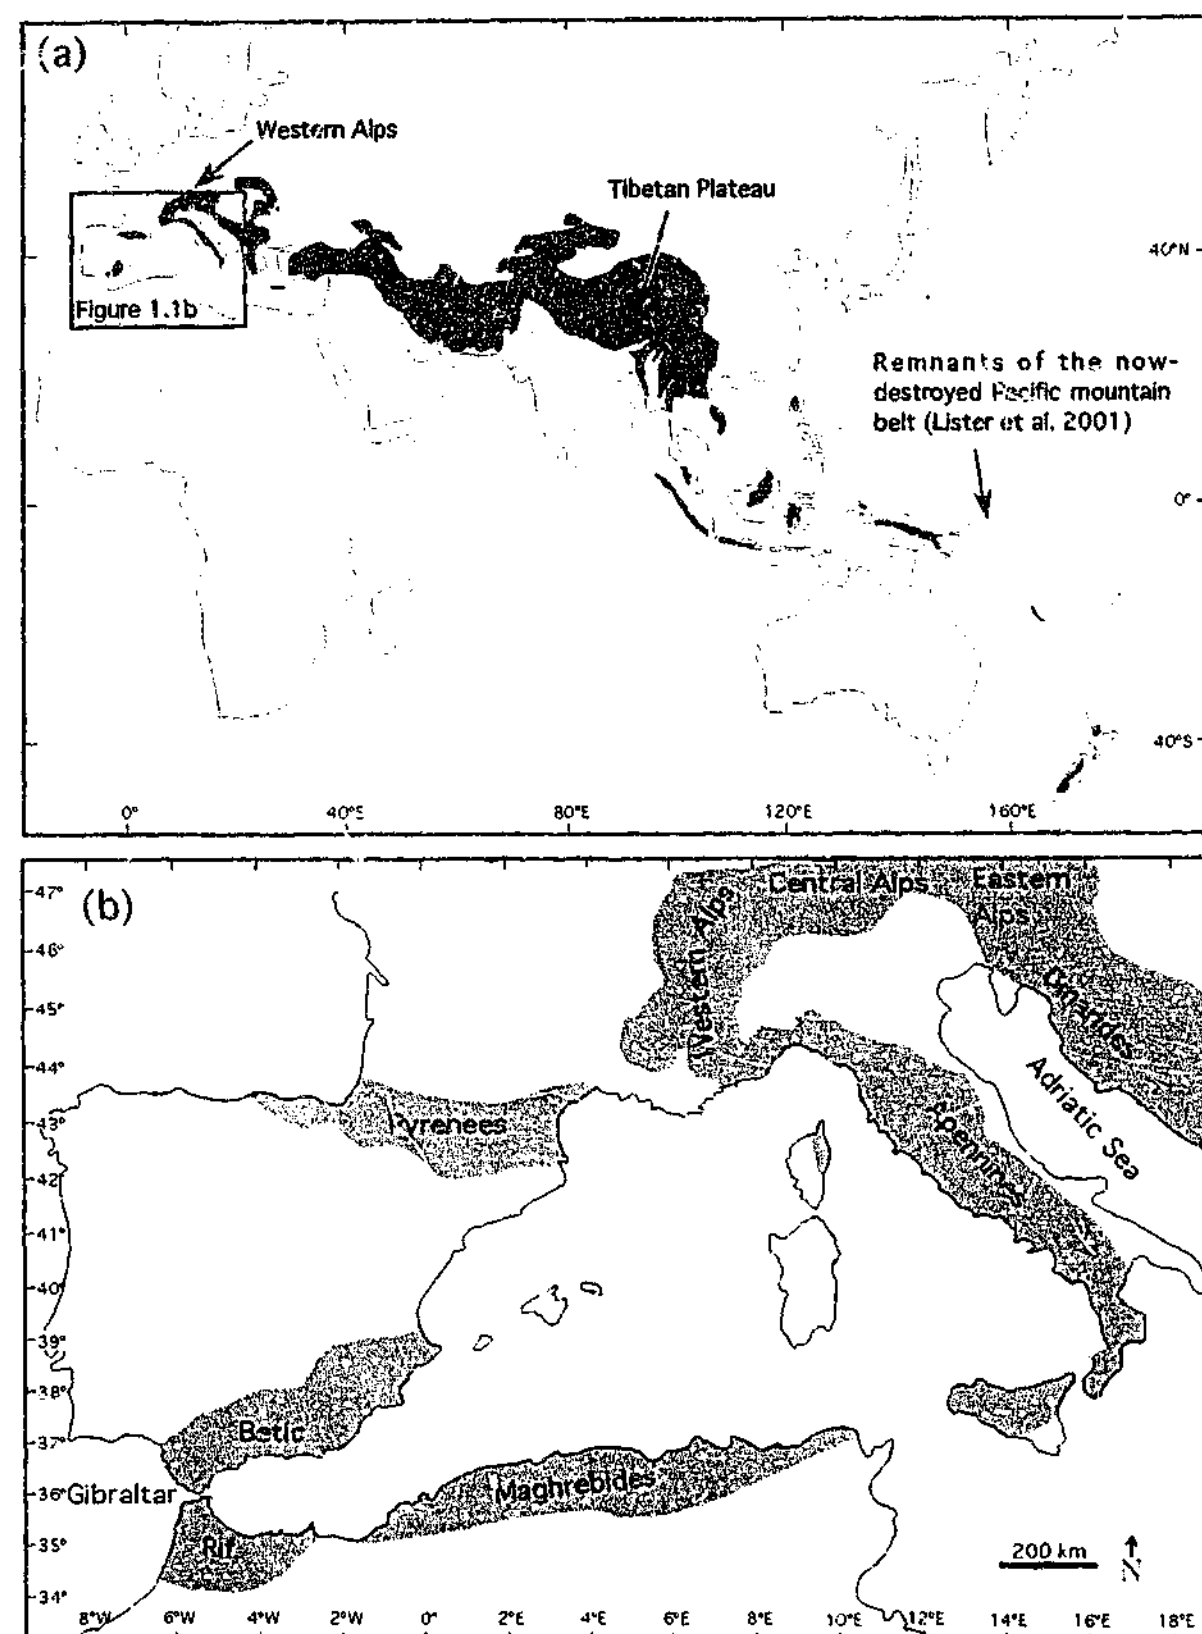 (a)
Western Alps
Tibetan Plateau
40°N
Figure 1.1b
Remnants of the now-
destroyed Pacific mountain
belt (Lister et al. 2001)
0°
40°S
0°
40°E
80°E
120°E
160°E
(b)
47°
Central Alps
Eastern
Alps
46°
Western Alps
45°
Dinarides
44°
Adriatic Sea
43°
Pyrenees
Apennines
42°
41°
40°
39°
38°
37°
Betic
36°
Gibraltar
Maghrebides
35°
Rif
200 km
N
34°
8°W
6°W
4°W
2°W
0°
2°E
4°E
6°E
8°E
10°E
12°E
14°E
16°E
18°E